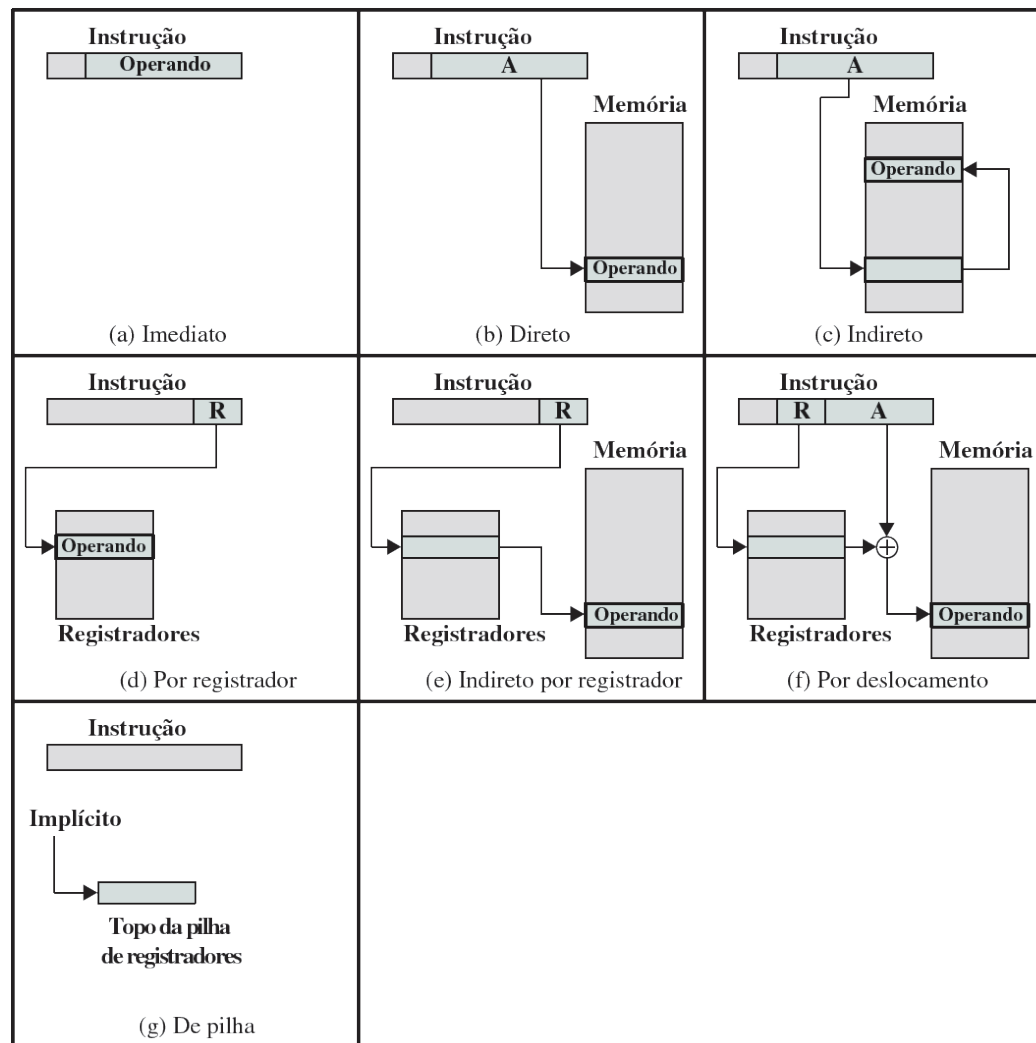 Instrução
Operando
(a) Imediato
Instrução
A
Memória
Operando
(b) Direto
Instrução
A
Memória
Operando
(c) Indireto
Instrução
R
Operando
Registradores
(d) Por registrador
Instrução
R
Memória
Operando
Registradores
(e) Indireto por registrador
Instrução
R A
Memória
Operando
Registradores
(f) Por deslocamento
Instrução
Implícito
Topo da pilha
de registradores
(g) De pilha